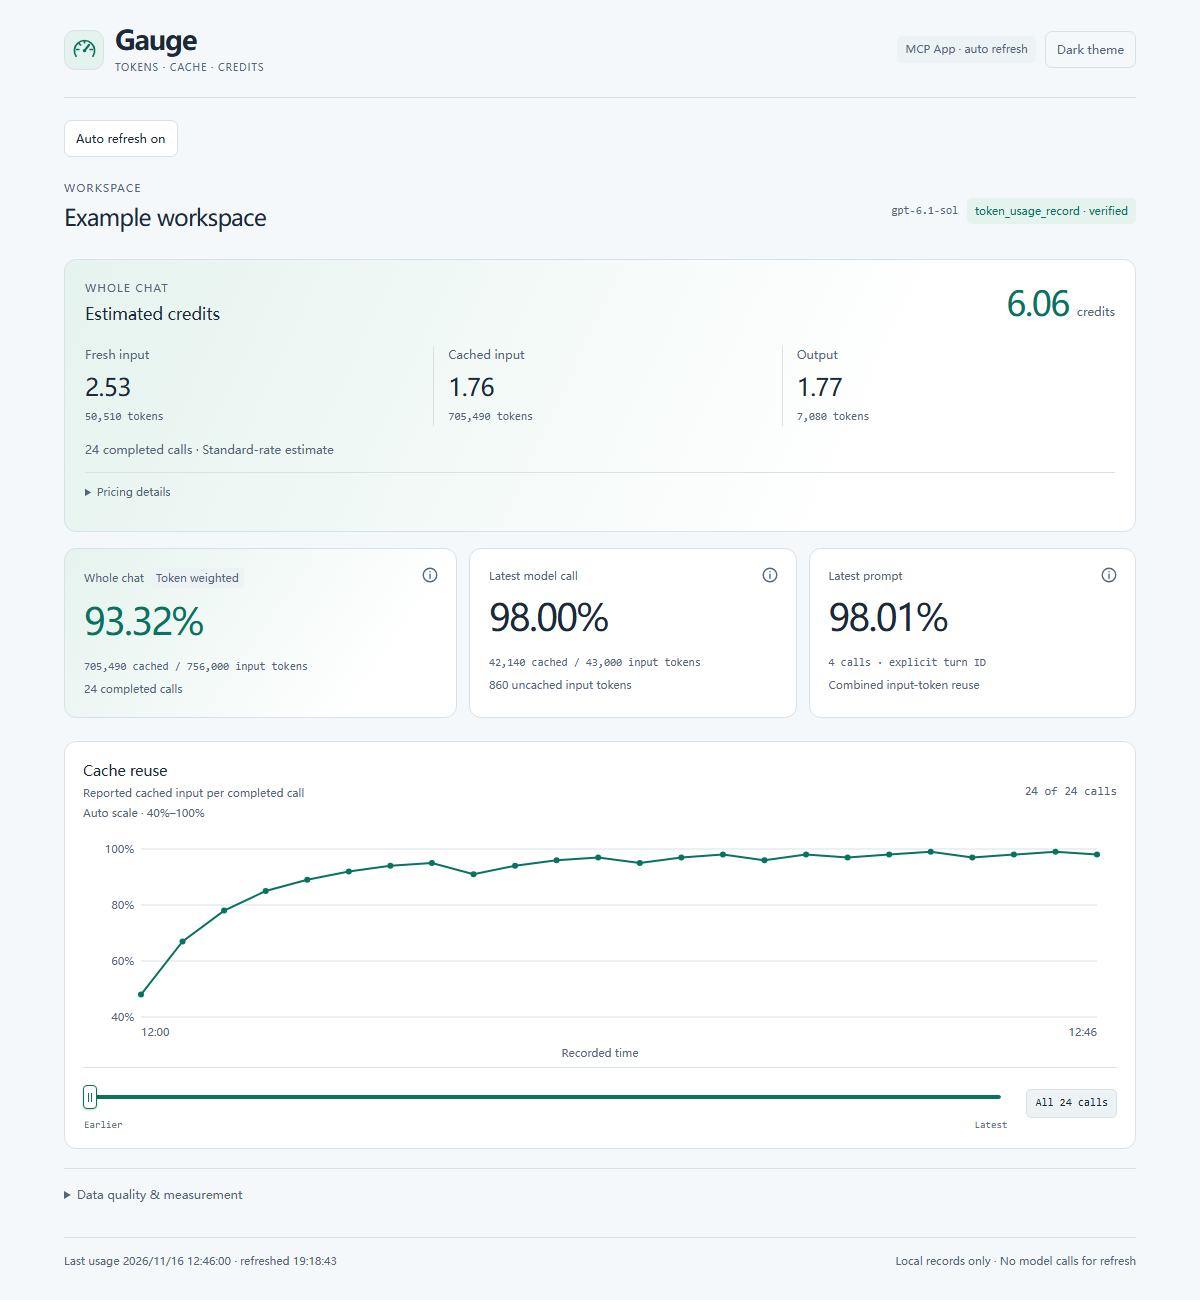 Gauge
TOKENS · CACHE · CREDITS
MCP App · auto refresh
Dark theme
Auto refresh on
WORKSPACE
Example workspace
gpt-6.1-sol
token_usage_record · verified
WHOLE CHAT
Estimated credits
6.06 credits
Fresh input
2.53
50,510 tokens
Cached input
1.76
705,490 tokens
Output
1.77
7,080 tokens
24 completed calls · Standard-rate estimate
Pricing details
Whole chat Token weighted
93.32%
705,490 cached / 756,000 input tokens
24 completed calls
Latest model call
98.00%
42,140 cached / 43,000 input tokens
860 uncached input tokens
Latest prompt
98.01%
4 calls · explicit turn ID
Combined input-token reuse
Cache reuse
Reported cached input per completed call
Auto scale · 40%–100%
24 of 24 calls
100%
80%
60%
40%
12:00
12:46
Recorded time
Earlier
Latest
All 24 calls
Data quality & measurement
Last usage 2026/11/16 12:46:00 · refreshed 19:18:43
Local records only · No model calls for refresh